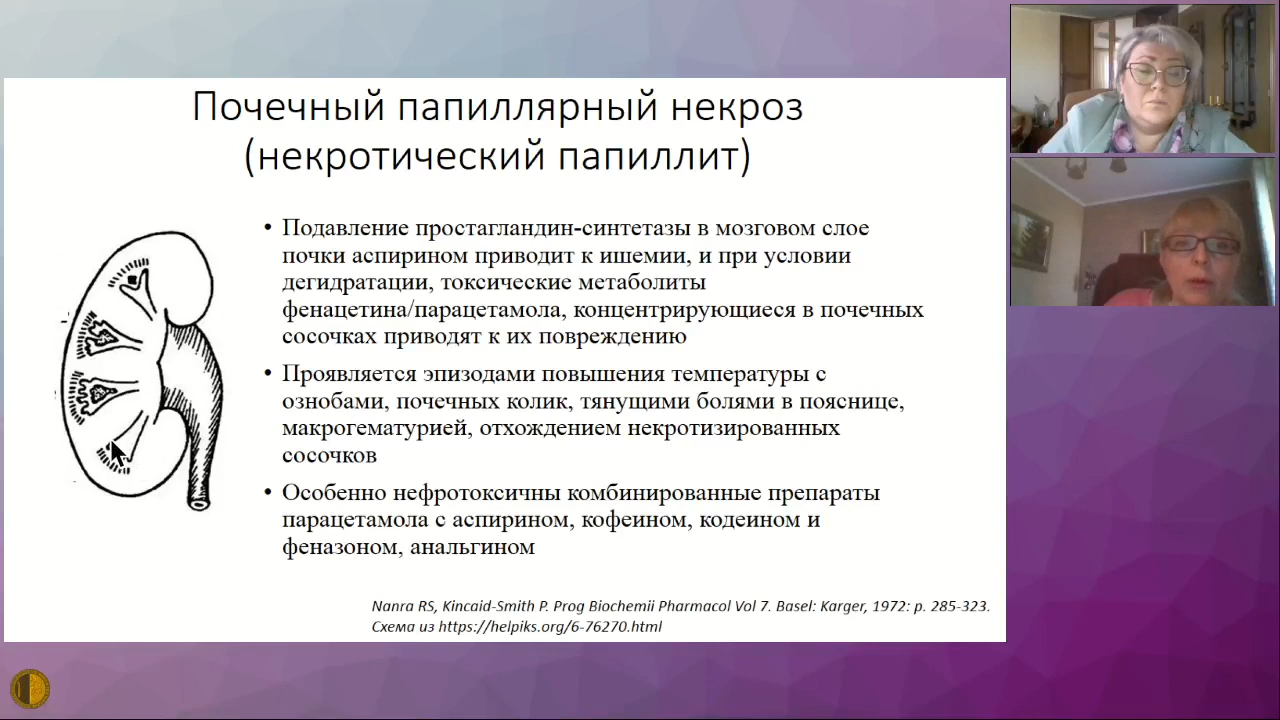 Почечный папиллярный некроз
(некротический папиллит)
• Подавление простагландин-синтетазы в мозговом слое
почки аспирином приводит к ишемии, и при условии
дегидратации, токсические метаболиты
фенацетина/парацетамола, концентрирующиеся в почечных
сосочках приводят к их повреждению
• Проявляется эпизодами повышения температуры с
ознобами, почечных колик, тянущими болями в пояснице,
макрогематурией, отхождением некротизированных
сосочков
• Особенно нефротоксичны комбинированные препараты
парацетамола с аспирином, кофеином, кодеином и
феназоном, анальгином
Nanra RS, Kincaid-Smith P. Prog Biochemii Pharmacol Vol 7. Basel: Karger, 1972: p. 285-323.
Схема из https://helpiks.org/6-76270.html